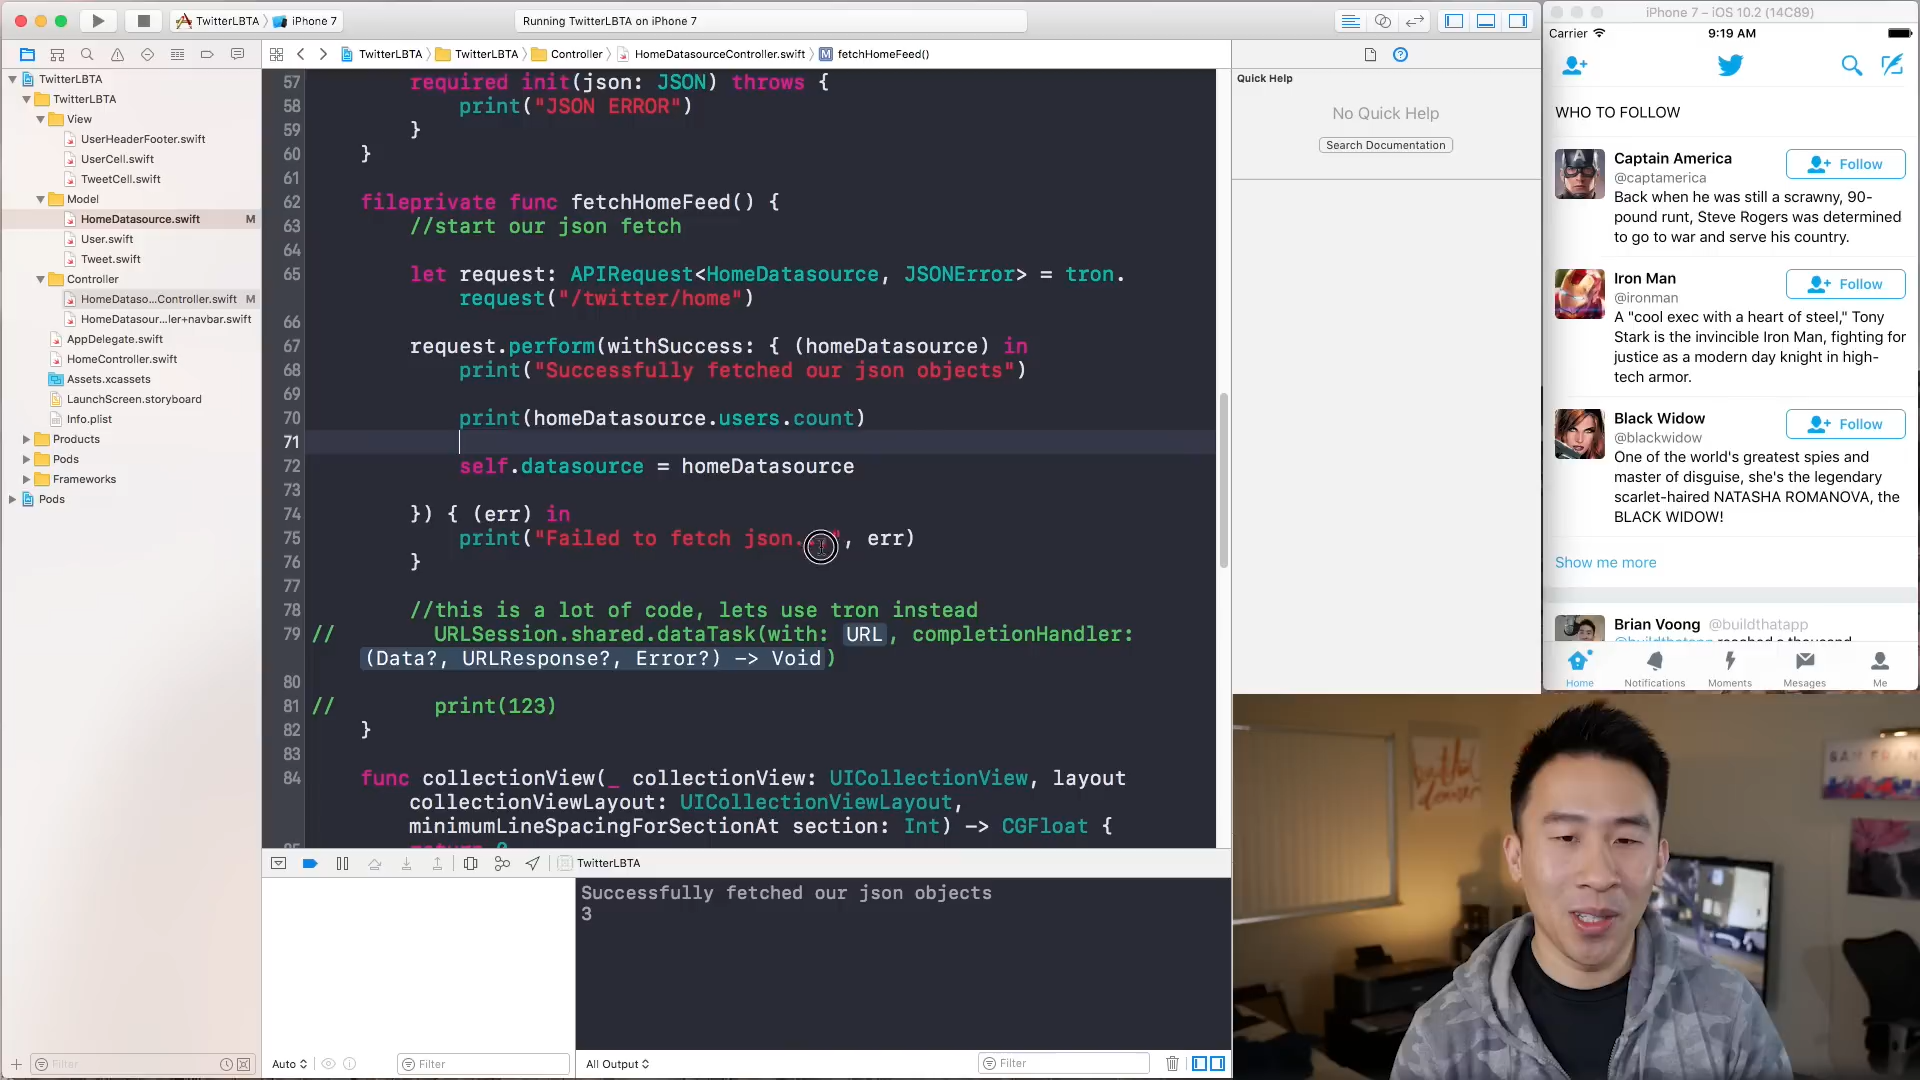 TwitterLBTA
iPhone 7
Running TwitterLBTA on iPhone 7
TwitterLBTA
TwitterLBTA
Controller
HomeDatasourceController.swift
M
fetchHomeFeed()
TwitterLBTA
TwitterLBTA
View
UserHeaderFooter.swift
UserCell.swift
TweetCell.swift
Model
HomeDatasource.swift M
User.swift
Tweet.swift
Controller
HomeDataso...Controller.swift M
HomeDatasour...ler+navbar.swift
AppDelegate.swift
HomeController.swift
Assets.xcassets
LaunchScreen.storyboard
Info.plist
Products
Pods
Frameworks
Pods
Filter
57 required init(json: JSON) throws {
58 print("JSON ERROR")
59 }
60 }
61
62 fileprivate func fetchHomeFeed() {
63 //start our json fetch
64
65 let request: APIRequest<HomeDatasource, JSONError> = tron.
request("/twitter/home")
66
67 request.perform(withSuccess: { (homeDatasource) in
68 print("Successfully fetched our json objects")
69
70 print(homeDatasource.users.count)
71
72 self.datasource = homeDatasource
73
74 }) { (err) in
75 print("Failed to fetch json...", err)
76 }
77
78 //this is a lot of code, lets use tron instead
79 // URLSession.shared.dataTask(with: URL, completionHandler:
(Data?, URLResponse?, Error?) -> Void)
80
81 // print(123)
82 }
83
84 func collectionView(_ collectionView: UICollectionView, layout
collectionViewLayout: UICollectionViewLayout,
minimumLineSpacingForSectionAt section: Int) -> CGFloat {
TwitterLBTA
Successfully fetched our json objects
3
Auto
Filter
All Output
Filter
Quick Help
No Quick Help
Search Documentation
iPhone 7 – iOS 10.2 (14C89)
Carrier 9:19 AM
WHO TO FOLLOW
Captain America
@captamerica
Follow
Back when he was still a scrawny, 90-
pound runt, Steve Rogers was determined
to go to war and serve his country.
Iron Man
@ironman
Follow
A "cool exec with a heart of steel," Tony
Stark is the invincible Iron Man, fighting for
justice as a modern day knight in high-
tech armor.
Black Widow
@blackwidow
Follow
One of the world's greatest spies and
master of disguise, she's the legendary
scarlet-haired NATASHA ROMANOVA, the
BLACK WIDOW!
Show me more
Brian Voong @buildthatapp
@buildthatapp reached a thousand
Home
Notifications
Moments
Mesages
Me
SAN FRAN